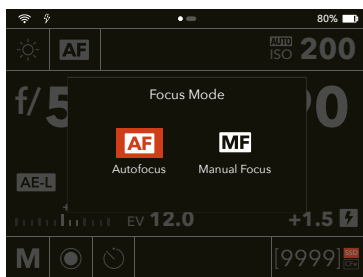 80%
AF
AUTO ISO 200
Focus Mode
f/5
90
AF
MF
Autofocus
Manual Focus
AE-L
EV 12.0
+1.5
M
[9999]